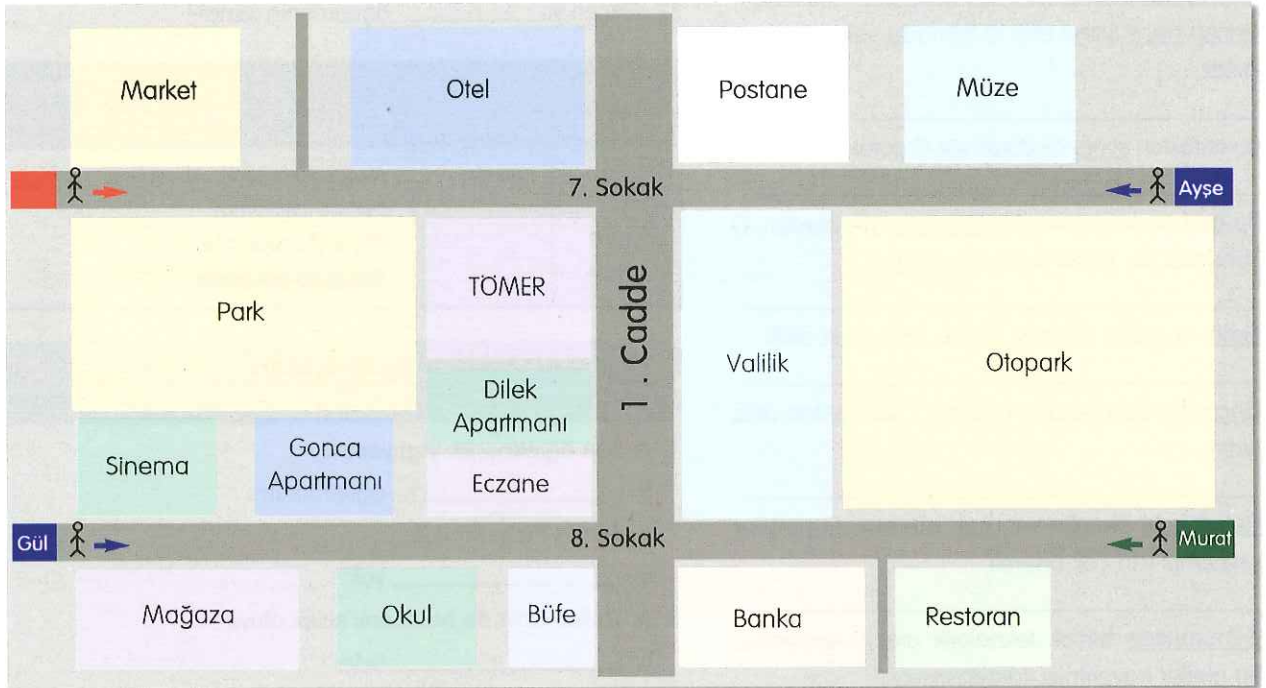 Market
Otel
Postane
Müze
7. Sokak
Ayşe
Park
TÖMER
1. Cadde
Valilik
Otopark
Dilek
Apartmanı
Sinema
Gonca
Apartmanı
Eczane
Gül
8. Sokak
Murat
Mağaza
Okul
Büfe
Banka
Restoran